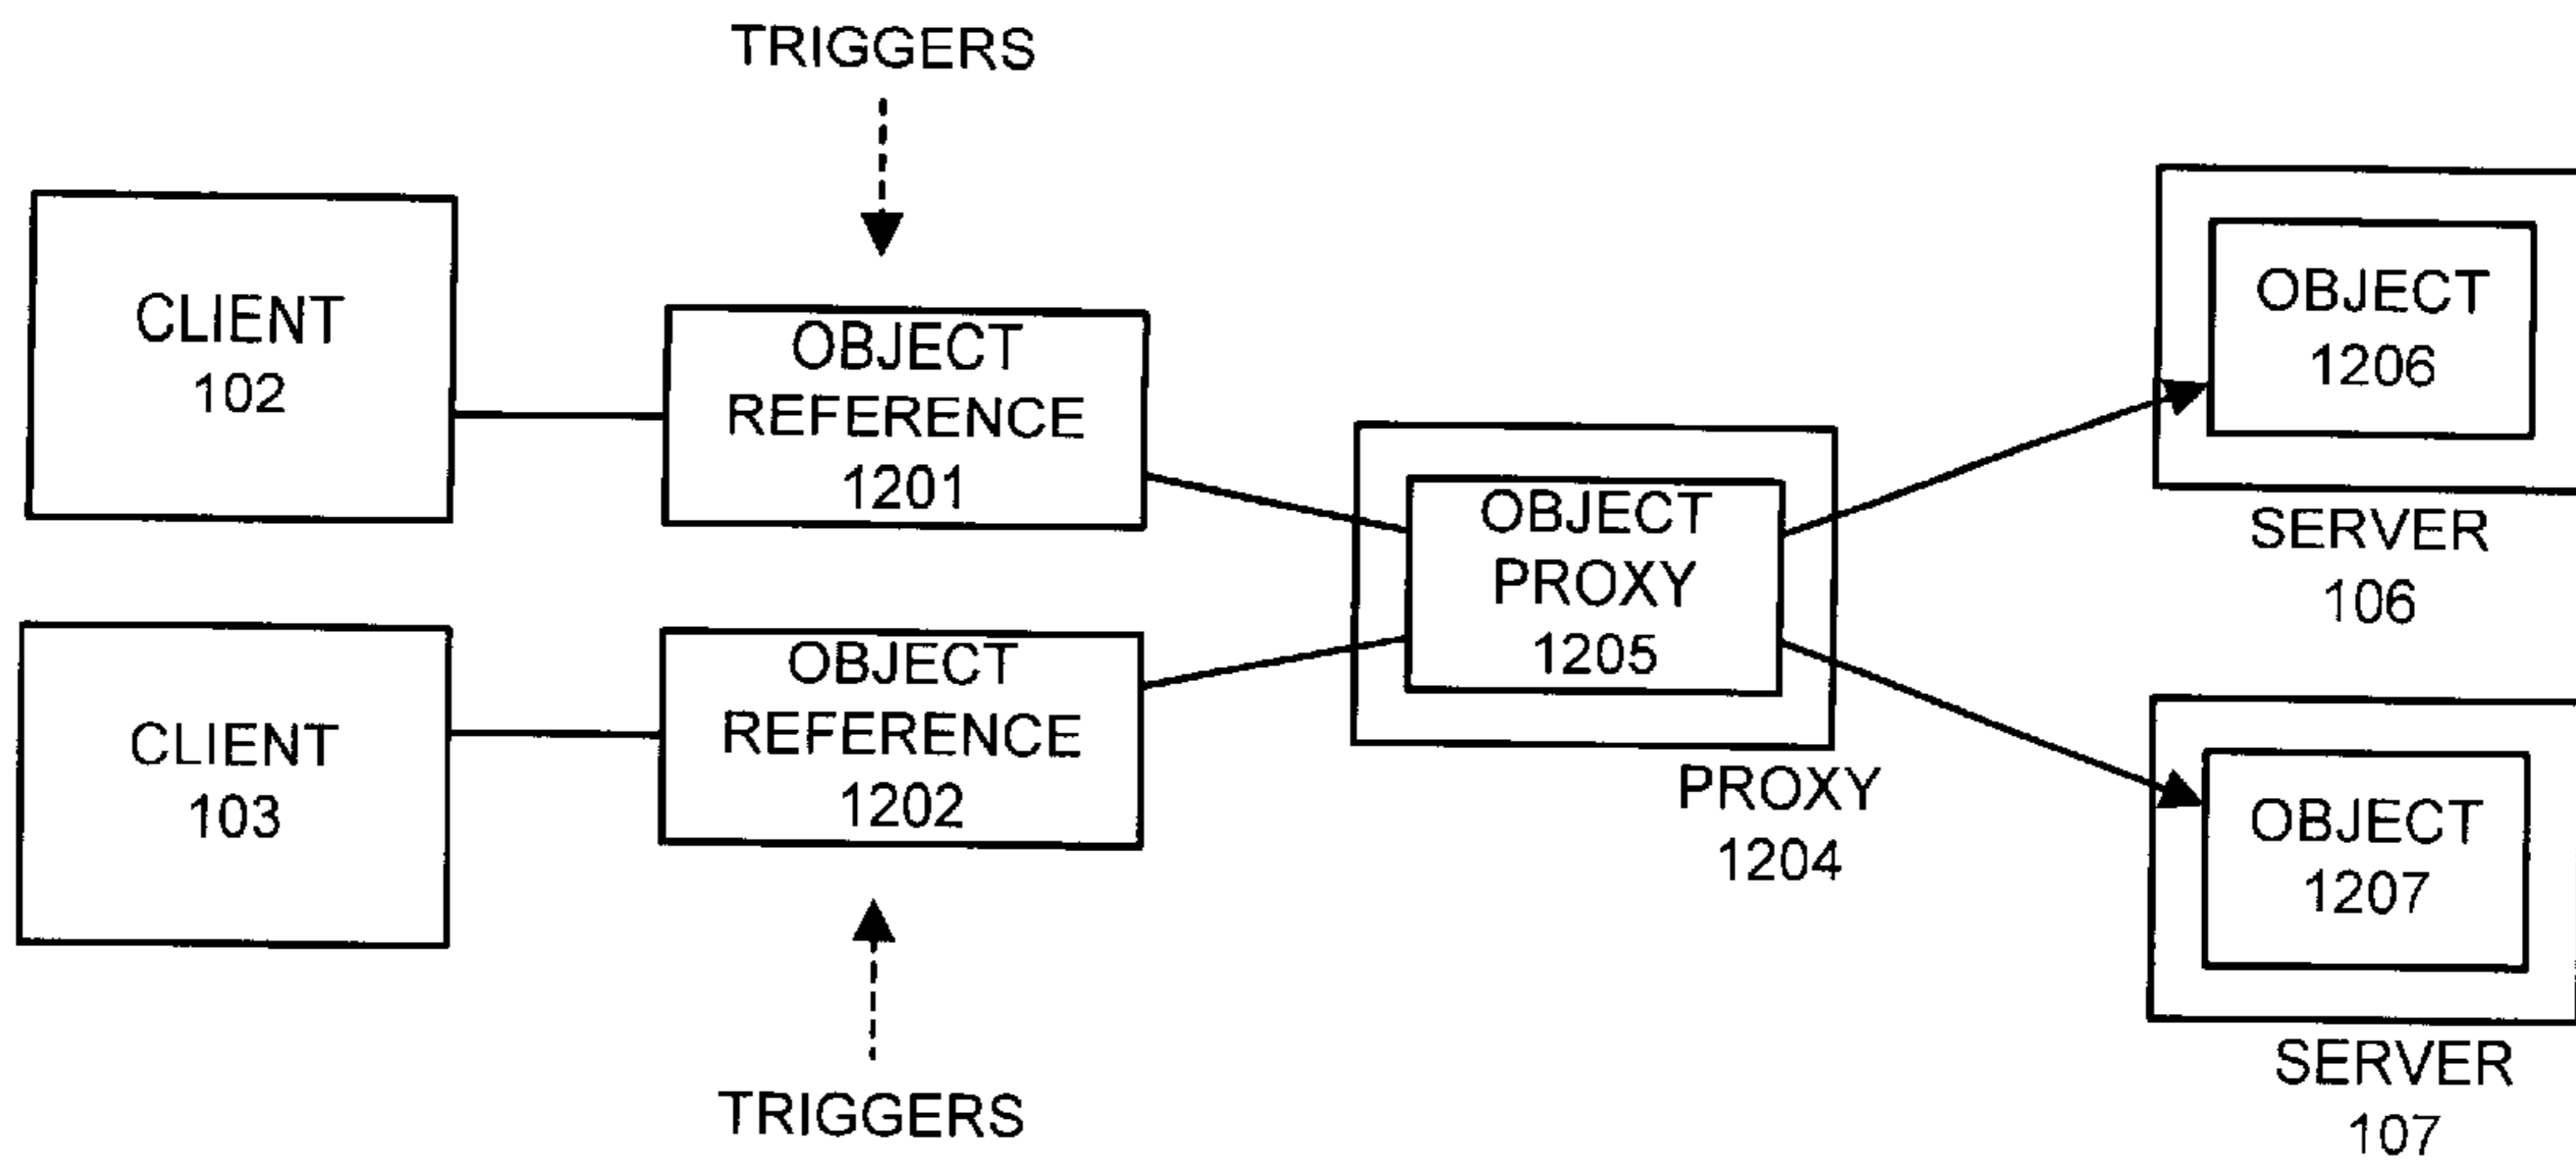 TRIGGERS
CLIENT
102
OBJECT
REFERENCE
1201
OBJECT
PROXY
1205
PROXY
1204
OBJECT
1206
SERVER
106
CLIENT
103
OBJECT
REFERENCE
1202
OBJECT
1207
SERVER
107
TRIGGERS